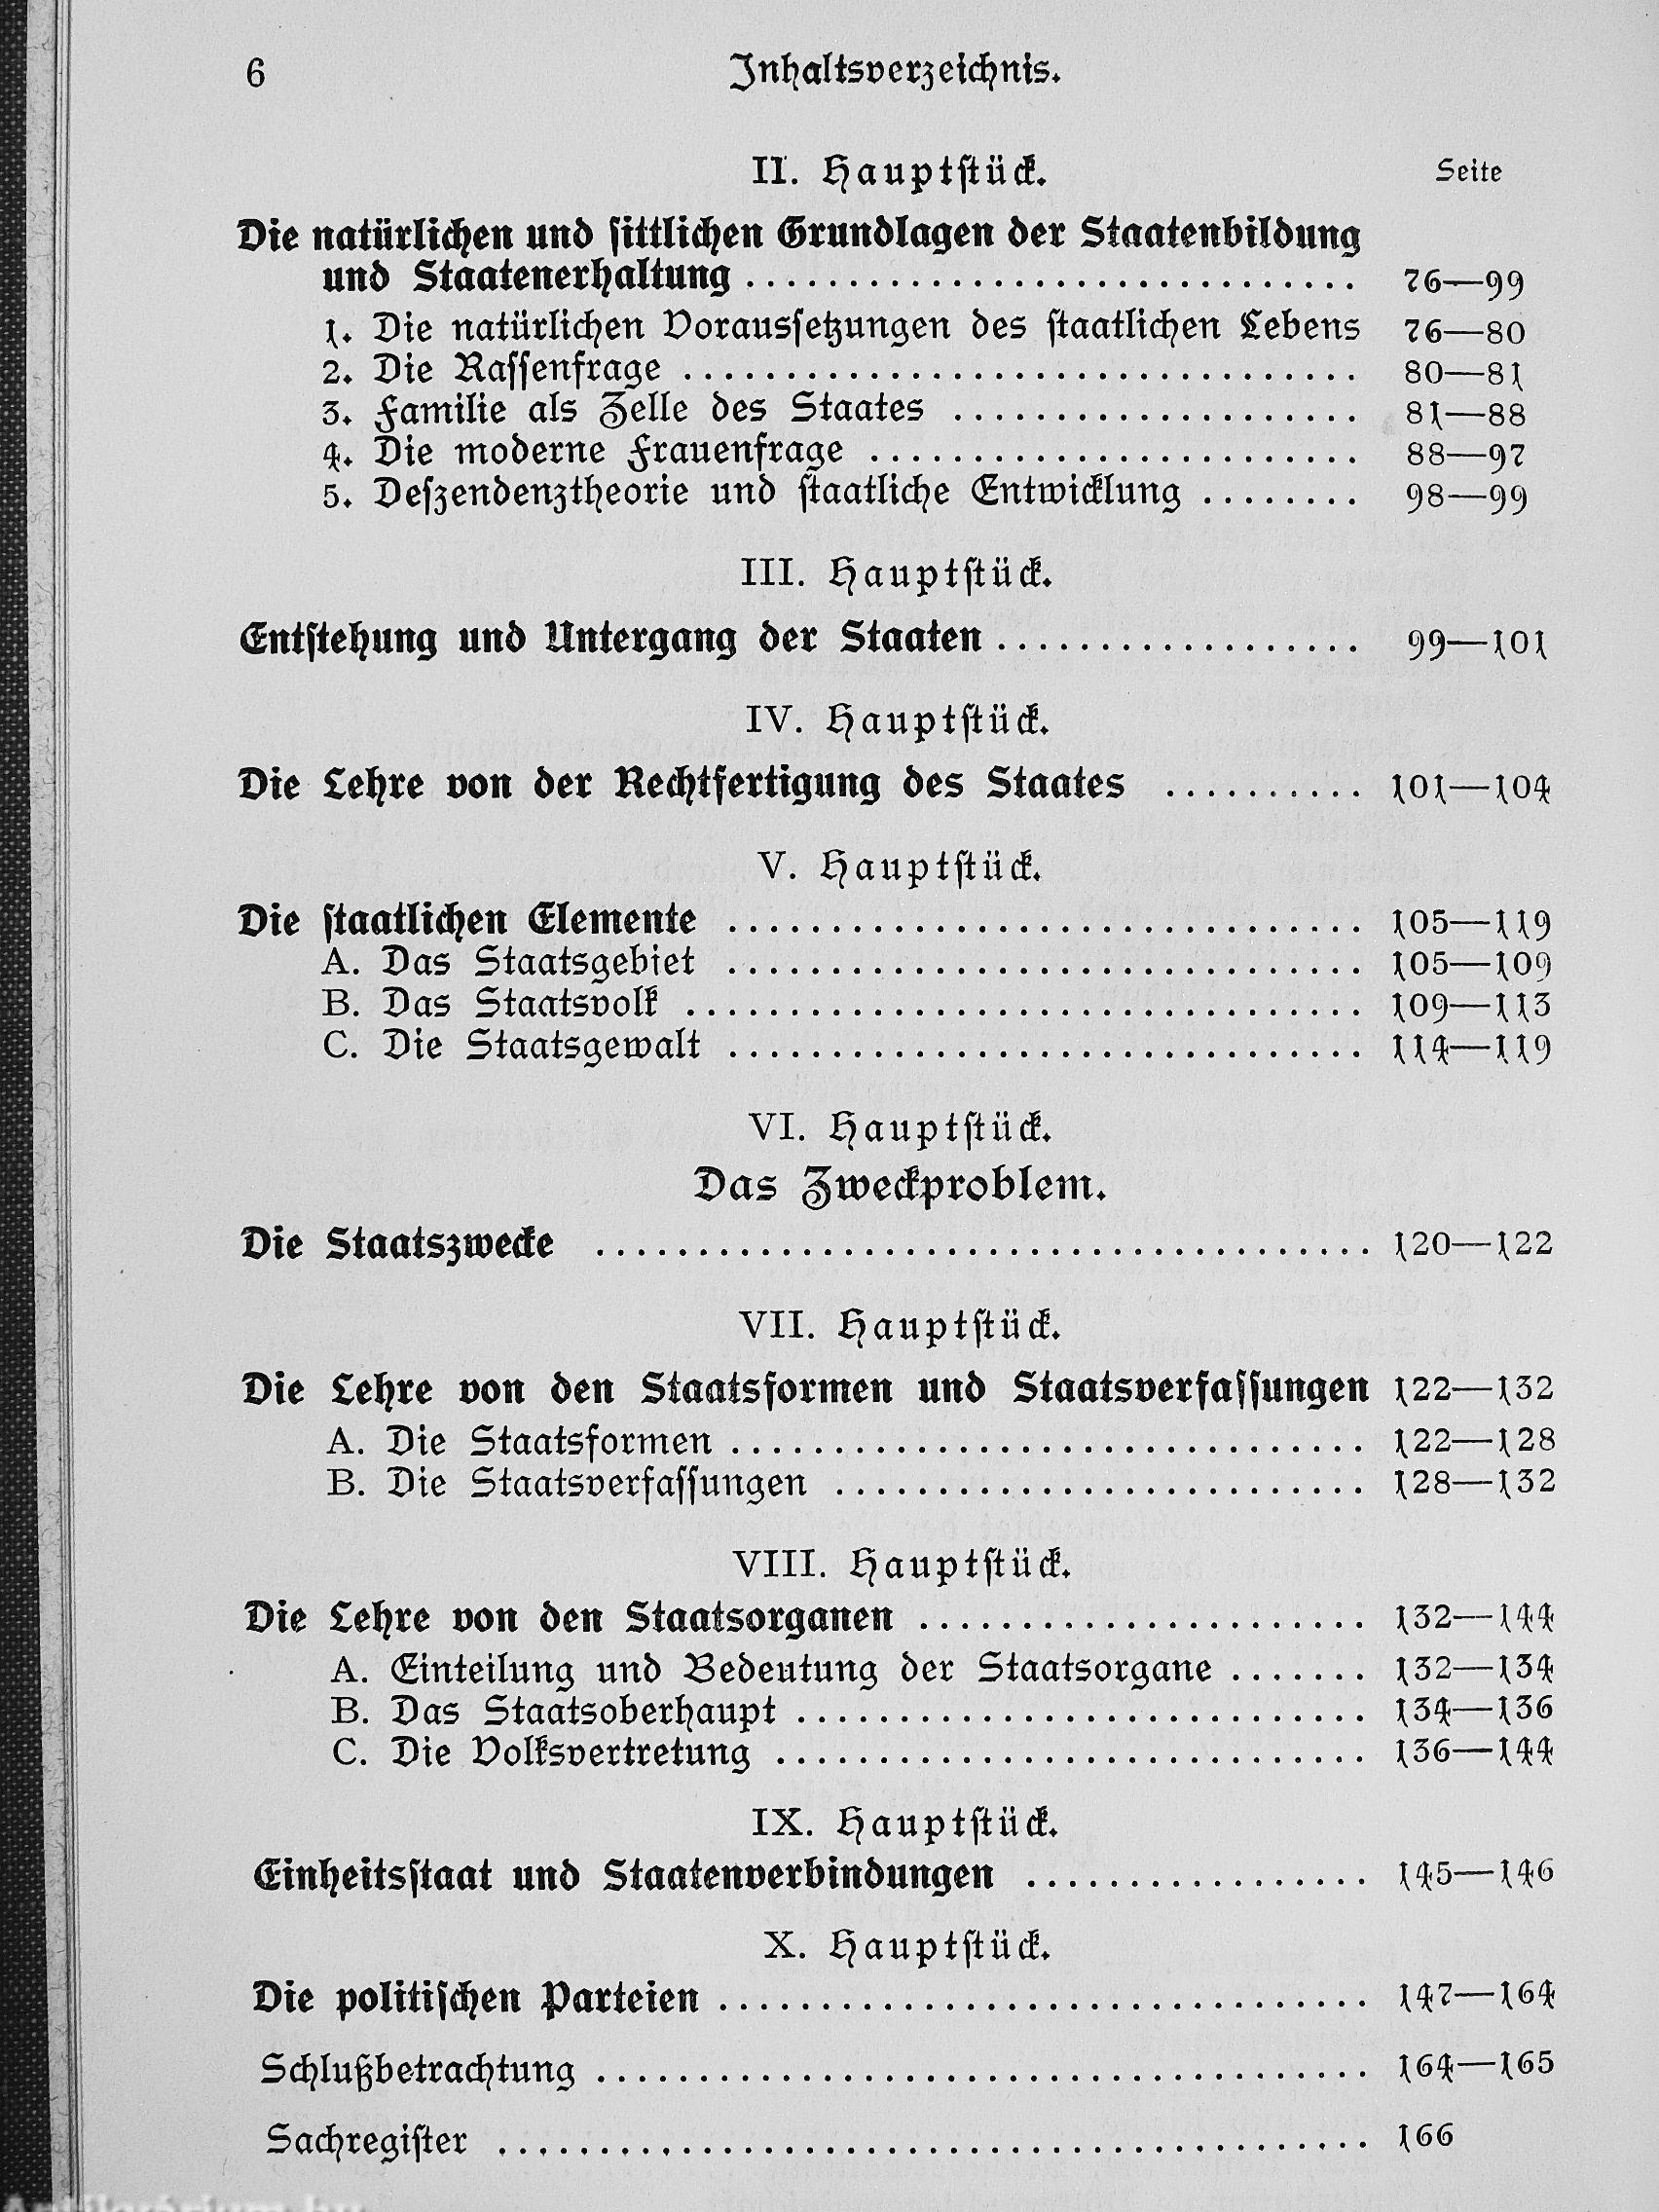 6 Inhaltsverzeichnis.
II. Hauptſtück. Seite
Die natürlichen und ſittlichen Grundlagen der Staatenbildung
und Staatenerhaltung .............................. 76—99
1. Die natürlichen Vorausſetzungen des ſtaatlichen Lebens 76—80
2. Die Raſſenfrage ................................. 80—81
3. Familie als Zelle des Staates .................... 81—88
4. Die moderne Frauenfrage ........................ 88—97
5. Deſzendenztheorie und ſtaatliche Entwicklung ........ 98—99
III. Hauptſtück.
Entſtehung und Untergang der Staaten .................. 99—101
IV. Hauptſtück.
Die Lehre von der Rechtfertigung des Staates .......... 101—104
V. Hauptſtück.
Die ſtaatlichen Elemente ............................... 105—119
A. Das Staatsgebiet ............................... 105—109
B. Das Staatsvolk ................................. 109—113
C. Die Staatsgewalt ............................... 114—119
VI. Hauptſtück.
Das Zweckproblem.
Die Staatszwecke ...................................... 120—122
VII. Hauptſtück.
Die Lehre von den Staatsformen und Staatsverfaſſungen 122—132
A. Die Staatsformen ............................... 122—128
B. Die Staatsverfaſſungen .......................... 128—132
VIII. Hauptſtück.
Die Lehre von den Staatsorganen ...................... 132—144
A. Einteilung und Bedeutung der Staatsorgane ....... 132—134
B. Das Staatsoberhaupt ............................ 134—136
C. Die Volksvertretung ............................. 136—144
IX. Hauptſtück.
Einheitsſtaat und Staatenverbindungen ................. 145—146
X. Hauptſtück.
Die politiſchen Parteien ................................ 147—164
Schlußbetrachtung ...................................... 164—165
Sachregiſter ........................................... 166